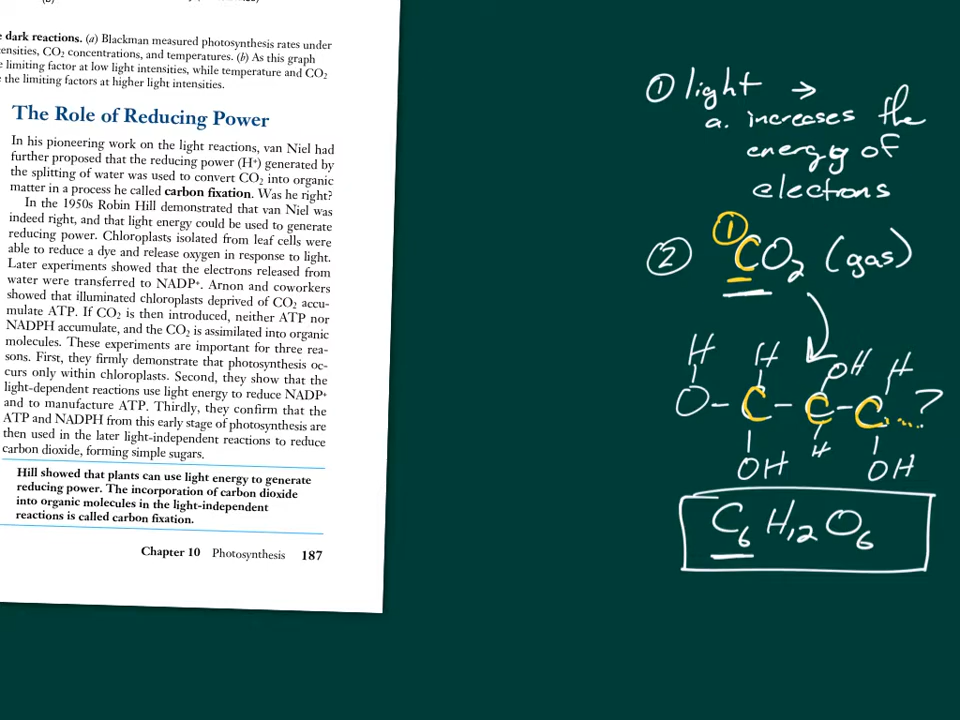 e dark reactions. (a) Blackman measured photosynthesis rates under
ensities, CO₂ concentrations, and temperatures. (b) As this graph
e limiting factor at low light intensities, while temperature and CO₂
e the limiting factors at higher light intensities.
The Role of Reducing Power
In his pioneering work on the light reactions, van Niel had
further proposed that the reducing power (H⁺) generated by
the splitting of water was used to convert CO₂ into organic
matter in a process he called carbon fixation. Was he right?
In the 1950s Robin Hill demonstrated that van Niel was
indeed right, and that light energy could be used to generate
reducing power. Chloroplasts isolated from leaf cells were
able to reduce a dye and release oxygen in response to light.
Later experiments showed that the electrons released from
water were transferred to NADP⁺. Arnon and coworkers
showed that illuminated chloroplasts deprived of CO₂ accu-
mulate ATP. If CO₂ is then introduced, neither ATP nor
NADPH accumulate, and the CO₂ is assimilated into organic
molecules. These experiments are important for three rea-
sons. First, they firmly demonstrate that photosynthesis oc-
curs only within chloroplasts. Second, they show that the
light-dependent reactions use light energy to reduce NADP⁺
and to manufacture ATP. Thirdly, they confirm that the
ATP and NADPH from this early stage of photosynthesis are
then used in the later light-independent reactions to reduce
carbon dioxide, forming simple sugars.
Hill showed that plants can use light energy to generate
reducing power. The incorporation of carbon dioxide
into organic molecules in the light-independent
reactions is called carbon fixation.
Chapter 10 Photosynthesis 187
① light →
a. increases the
energy of
electrons
①
② CO₂ (gas)
H H OH H
O - C - C - C ....?
OH H OH
C₆H₁₂O₆